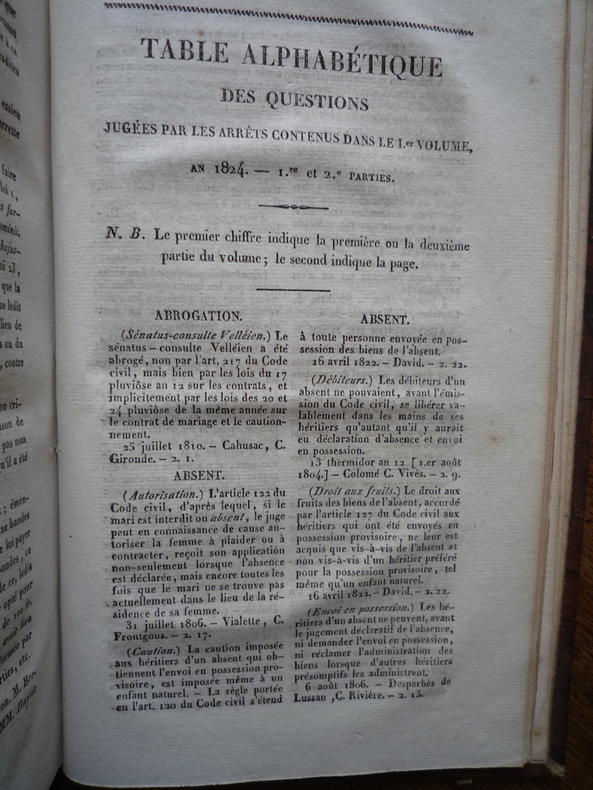 TABLE ALPHABÉTIQUE
DES QUESTIONS
JUGÉES PAR LES ARRÊTS CONTENUS DANS LE I.er VOLUME,
AN 1824. — 1.re et 2.e PARTIES.
N. B. Le premier chiffre indique la première ou la deuxième
partie du volume ; le second indique la page.
ABROGATION.
(Sénatus-consulte Velléien.) Le
sénatus-consulte Velléien a été
abrogé, non par l'art. 217 du Code
civil, mais bien par les lois du 17
pluviôse an 12 sur les contrats, et
implicitement par les lois des 20 et
24 pluviôse de la même année sur
le contrat de mariage et le caution-
nement.
25 juillet 1810. – Cahusac, C.
Gironde. – 2. 1.
ABSENT.
(Autorisation.) L'article 122 du
Code civil, d'après lequel, si le
mari est interdit ou absent, le juge
peut en connaissance de cause au-
toriser la femme à plaider ou à
contracter, reçoit son application
non-seulement lorsque l'absence
est déclarée, mais encore toutes les
fois que le mari ne se trouve pas
actuellement dans le lieu de la ré-
sidence de sa femme.
31 juillet 1806. – Vialette, C.
Froutgous. – 2. 17.
(Caution.) La caution imposée
aux héritiers d'un absent qui ob-
tiennent l'envoi en possession pro-
visoire, est imposée même à un
enfant naturel. – La règle portée
en l'art. 120 du Code civil s'étend
ABSENT.
à toute personne envoyée en pos-
session des biens de l'absent.
16 avril 1822. – David. – 2. 22.
(Débiteurs.) Les débiteurs d'un
absent ne pouvaient, avant l'émis-
sion du Code civil, se libérer va-
lablement dans les mains de ses
héritiers qu'autant qu'il y aurait
eu déclaration d'absence et envoi
en possession.
13 thermidor an 12 [1.er août
1804.] – Colomé C. Vivès. – 2. 9.
(Droit aux fruits.) Le droit aux
fruits des biens de l'absent, accordé
par l'article 127 du Code civil aux
héritiers qui ont été envoyés en
possession provisoire, ne leur est
acquis que vis-à-vis de l'absent et
non vis-à-vis d'un héritier préféré
pour la possession provisoire, tel
même qu'un enfant naturel.
16 avril 1822. – David. – 2. 22.
(Envoi en possession.) Les hé-
ritiers d'un absent ne peuvent, avant
le jugement déclaratif de l'absence,
ni demander l'envoi en possession,
ni réclamer l'administration des
biens lorsque d'autres héritiers
présomptifs les administrent.
6 août 1806. – Desparbès de
Lussan, C. Rivière. – 2. 15.